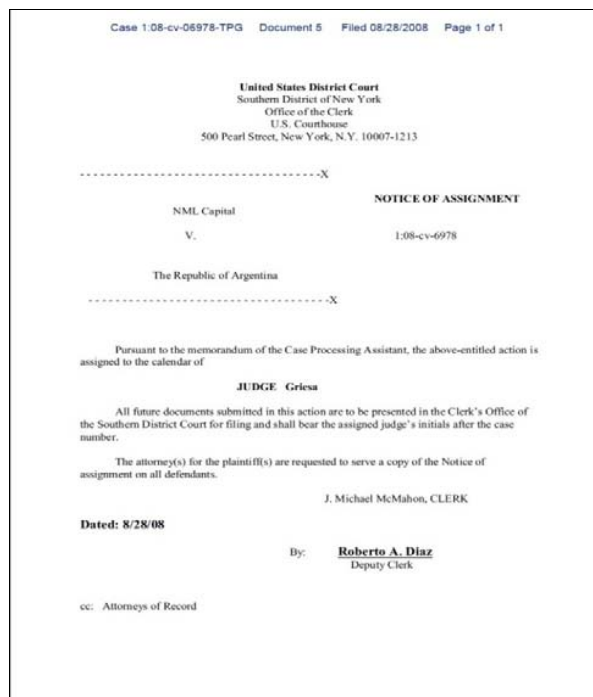 Case 1:08-cv-06978-TPG Document 5 Filed 08/28/2008 Page 1 of 1
United States District Court
Southern District of New York
Office of the Clerk
U.S. Courthouse
500 Pearl Street, New York, N.Y. 10007-1213
- - - - - - - - - - - - - - - - - - - - - - - - - - - - - - - - - - - -X
NOTICE OF ASSIGNMENT
NML Capital
V. 1:08-cv-6978
The Republic of Argentina
- - - - - - - - - - - - - - - - - - - - - - - - - - - - - - - - - - - -X
Pursuant to the memorandum of the Case Processing Assistant, the above-entitled action is
assigned to the calendar of
JUDGE Griesa
All future documents submitted in this action are to be presented in the Clerk's Office of
the Southern District Court for filing and shall bear the assigned judge's initials after the case
number.
The attorney(s) for the plaintiff(s) are requested to serve a copy of the Notice of
assignment on all defendants.
J. Michael McMahon, CLERK
Dated: 8/28/08
By: Roberto A. Diaz
Deputy Clerk
cc: Attorneys of Record